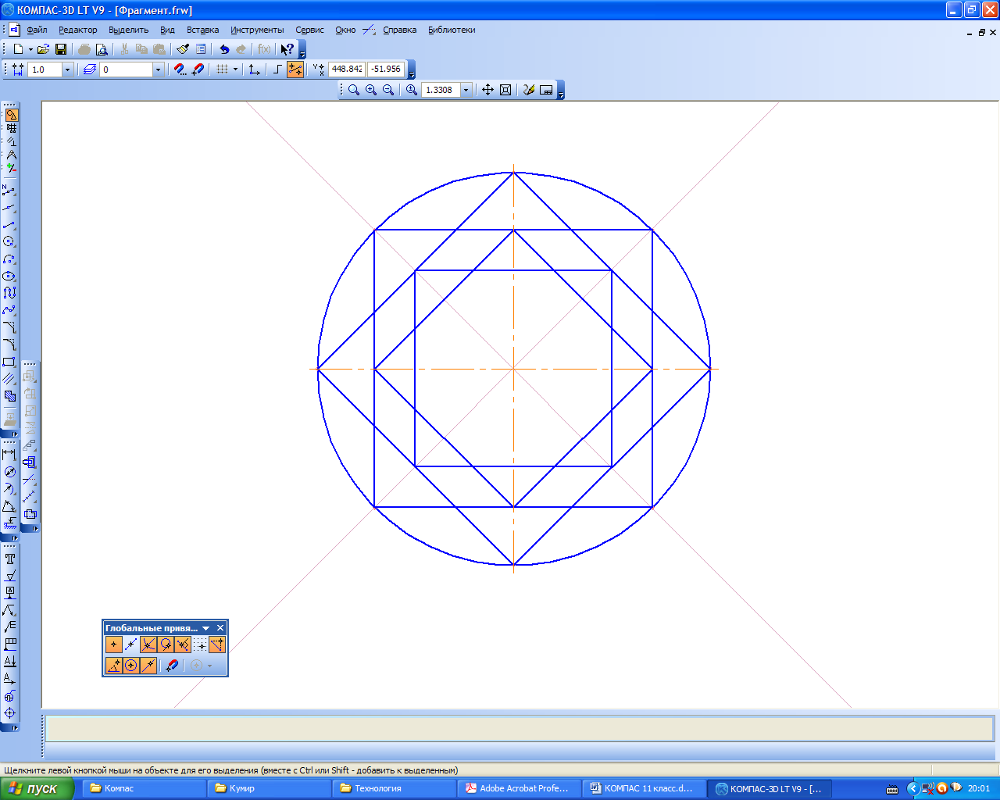 КОМПАС-3D LT V9 - [Фрагмент.frw]
Файл Редактор Выделить Вид Вставка Инструменты Сервис Окно Справка Библиотеки
f(x)
1.0 0 448.842 -51.956
1.3308
Глобальные привя...
Щелкните левой кнопкой мыши на объекте для его выделения (вместе с Ctrl или Shift - добавить к выделенным)
пуск Компас Кумир Технология Adobe Acrobat Profe... КОМПАС 11 класс.d... КОМПАС-3D LT V9 - [... 20:01